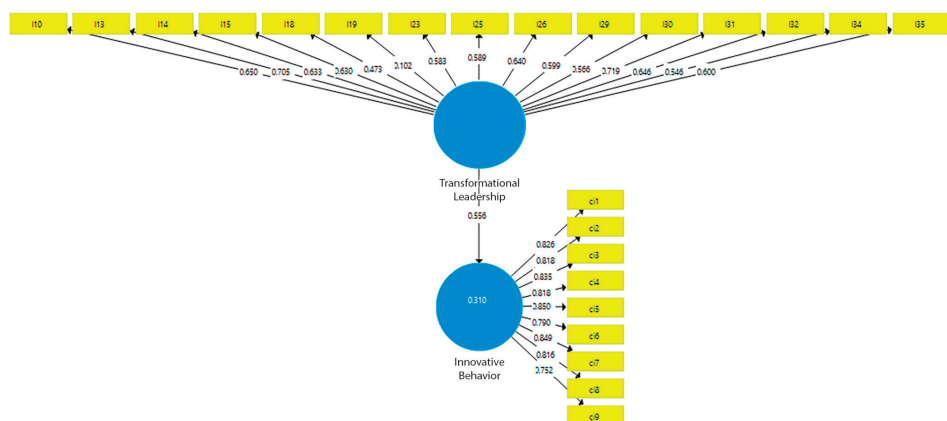 l10 l13 l14 l15 l18 l19 l23 l25 l26 l29 l30 l31 l32 l34 l35
0.650 0.705 0.633 0.630 0.473 0.102 0.583 0.589 0.640 0.599 0.566 0.719 0.646 0.546 0.600
Transformational
Leadership
0.556
ci1
0.826
ci2
0.818
ci3
0.835
ci4
0.818
0.310
ci5
0.850
ci6
0.790
ci7
0.849
Innovative
Behavior
0.816
0.752
ci8
ci9